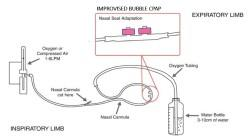 IMPROVISED BUBBLE CPAP
EXPIRATORY LIMB
Nasal Seal Adaptation
Oxygen or
Compressed Air
1-6LPM
Oxygen Tubing
Nasal Cannula
cut here
Nasal Cannula
Water Bottle
3-10cm of water
INSPIRATORY LIMB